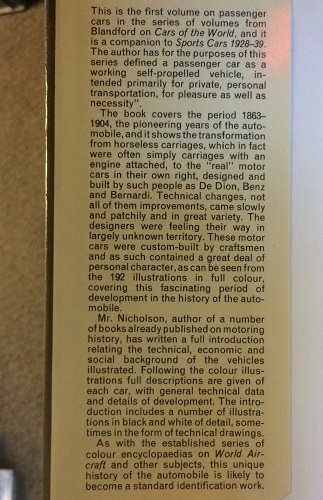 This is the first volume on passenger
cars in the series of volumes from
Blandford on Cars of the World, and it
is a companion to Sports Cars 1928–39.
The author has for the purposes of this
series defined a passenger car as a
working self-propelled vehicle, in-
tended primarily for private, personal
transportation, for pleasure as well as
necessity".
The book covers the period 1863–
1904, the pioneering years of the auto-
mobile, and it shows the transformation
from horseless carriages, which in fact
were often simply carriages with an
engine attached, to the "real" motor
cars in their own right, designed and
built by such people as De Dion, Benz
and Bernardi. Technical changes, not
all of them improvements, came slowly
and patchily and in great variety. The
designers were feeling their way in
largely unknown territory. These motor
cars were custom-built by craftsmen
and as such contained a great deal of
personal character, as can be seen from
the 192 illustrations in full colour,
covering this fascinating period of
development in the history of the auto-
mobile.
Mr. Nicholson, author of a number
of books already published on motoring
history, has written a full introduction
relating the technical, economic and
social background of the vehicles
illustrated. Following the colour illus-
trations full descriptions are given of
each car, with general technical data
and details of development. The intro-
duction includes a number of illustra-
tions in black and white of detail, some-
times in the form of technical drawings.
As with the established series of
colour encyclopaedias on World Air-
craft and other subjects, this unique
history of the automobile is likely to
become a standard identification work.